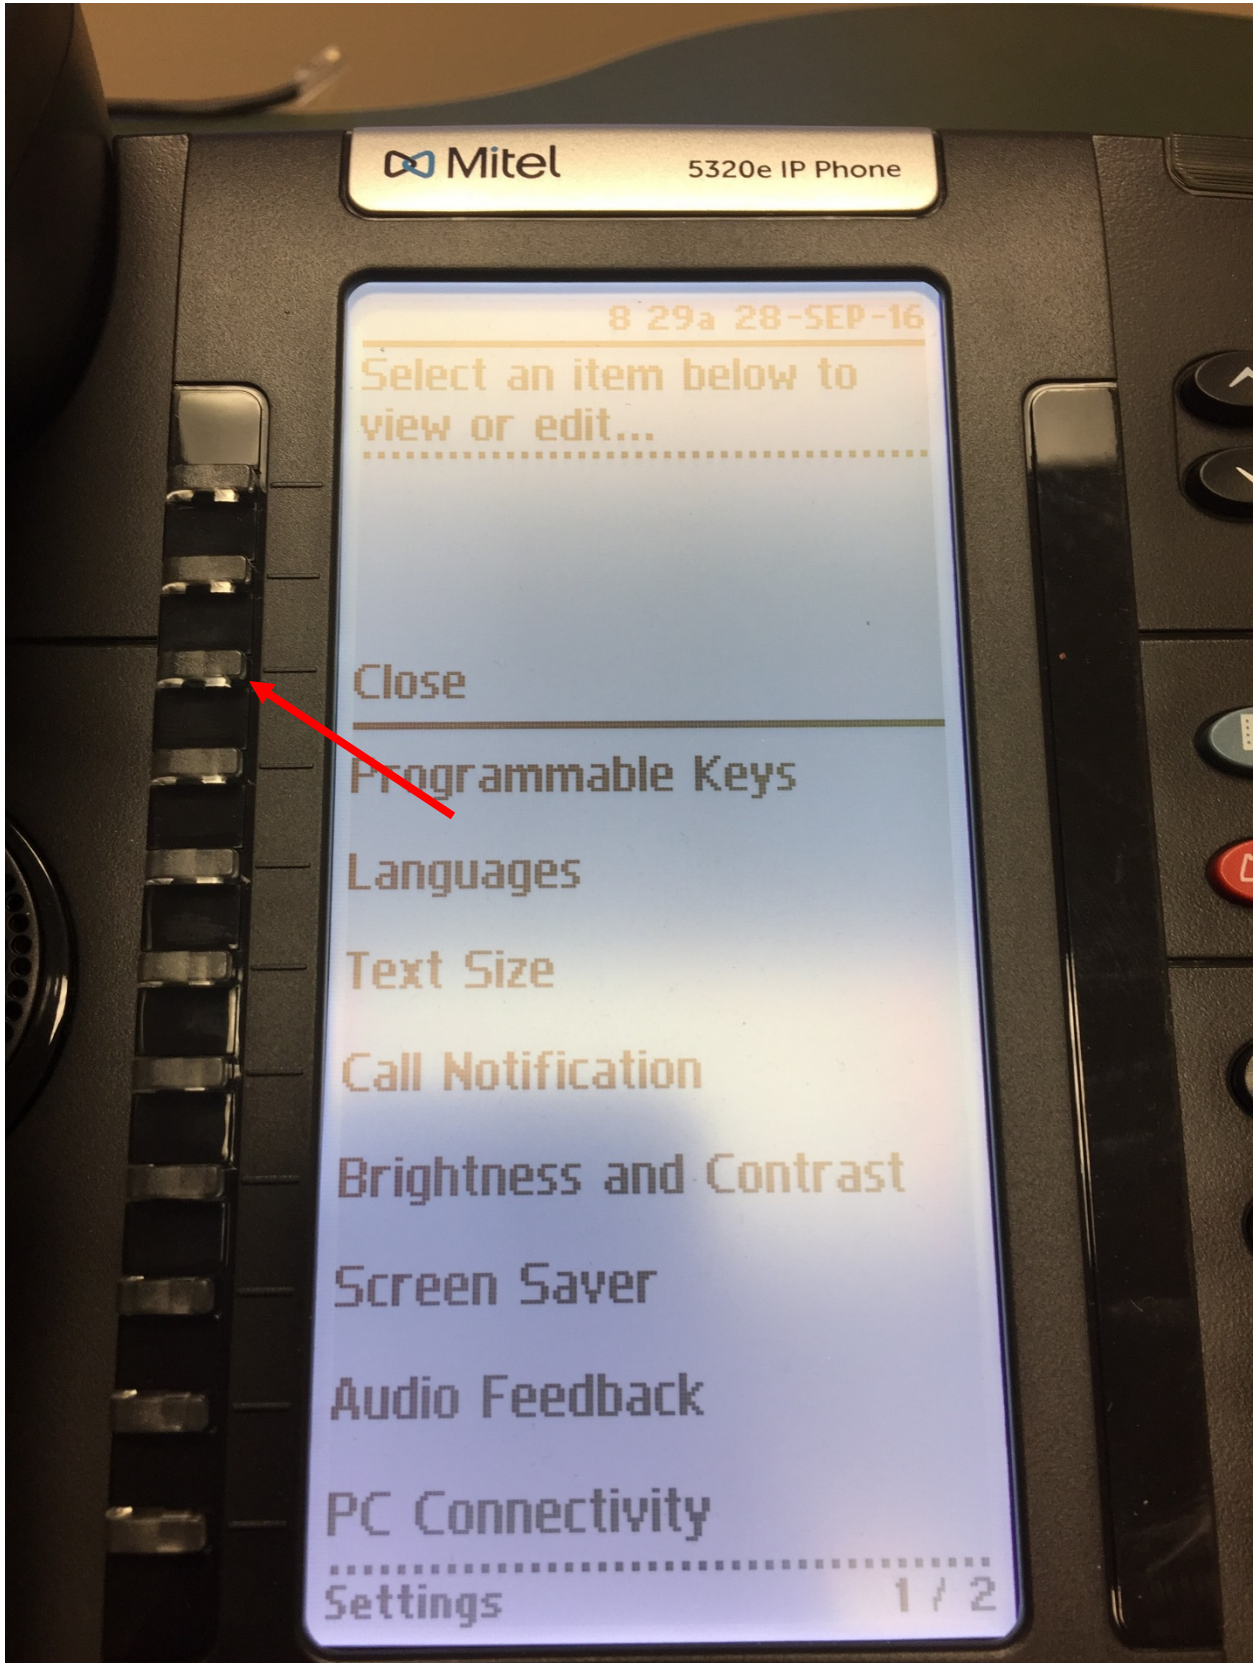 Mitel 5320e IP Phone
8 29a 28-SEP-16
Select an item below to
view or edit...
Close
Programmable Keys
Languages
Text Size
Call Notification
Brightness and Contrast
Screen Saver
Audio Feedback
PC Connectivity
Settings 1 / 2